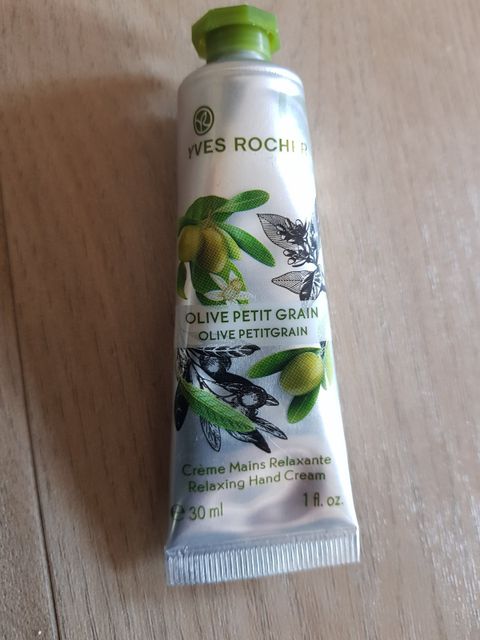 YVES ROCHER
OLIVE PETIT GRAIN
OLIVE PETITGRAIN
Crème Mains Relaxante
Relaxing Hand Cream
℮ 30 ml 1 fl. oz.